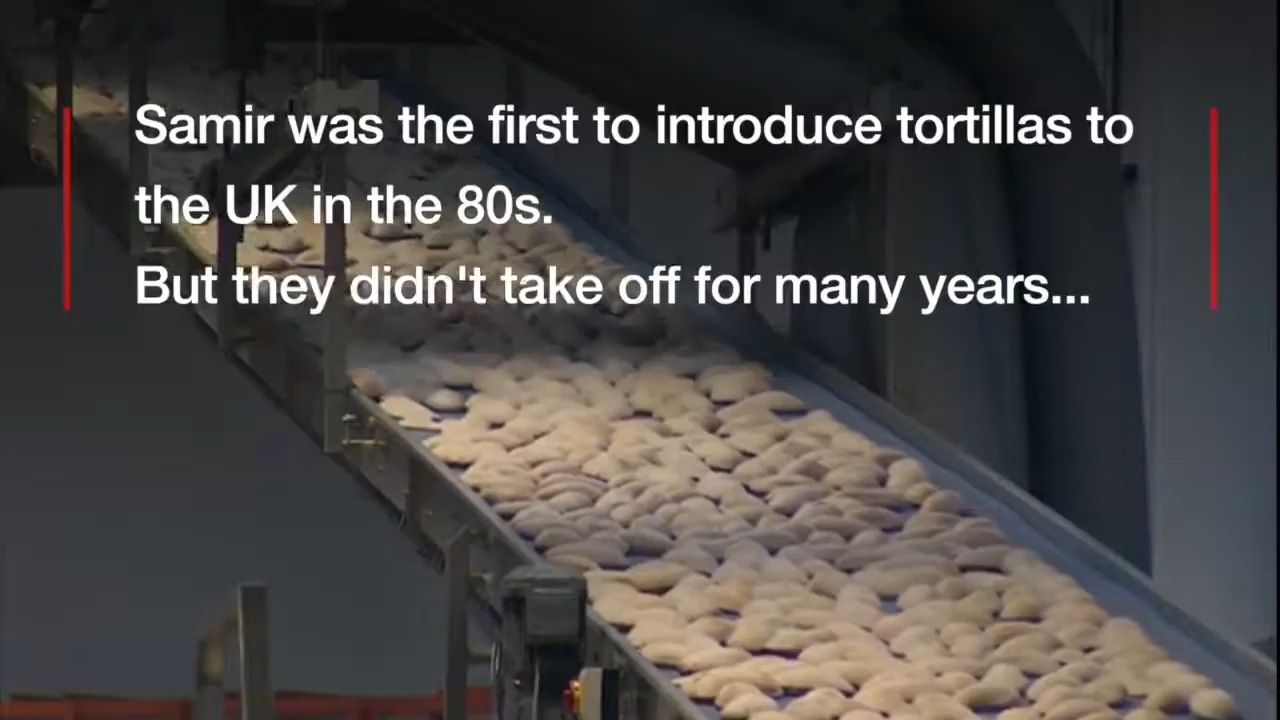 Samir was the first to introduce tortillas to
the UK in the 80s.
But they didn't take off for many years...